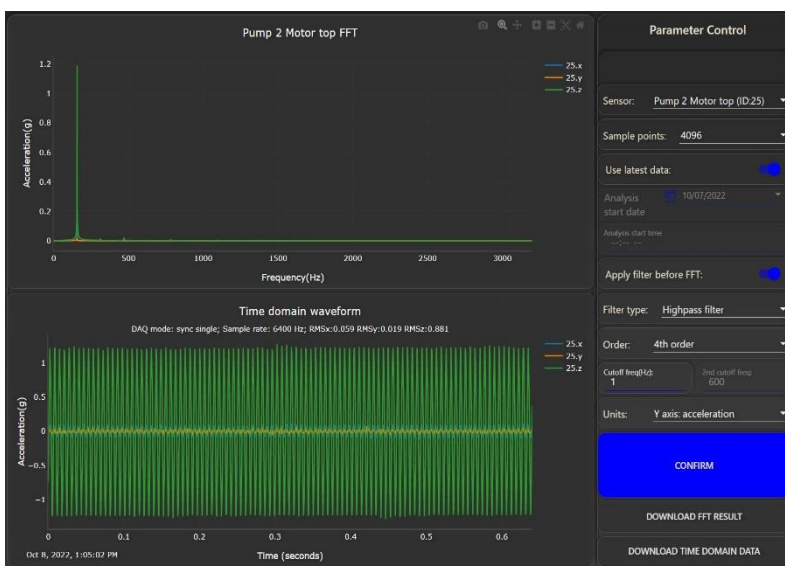 Pump 2 Motor top FFT
25.x
25.y
25.z
1.2
1
0.8
0.6
0.4
0.2
0
Acceleration(g)
0 500 1000 1500 2000 2500 3000
Frequency(Hz)
Time domain waveform
DAQ mode: sync single; Sample rate: 6400 Hz; RMSx:0.059 RMSy:0.019 RMSz:0.881
25.x
25.y
25.z
1
0.5
0
−0.5
−1
Acceleration(g)
0 0.1 0.2 0.3 0.4 0.5 0.6
Time (seconds)
Oct 8, 2022, 1:05:02 PM
Parameter Control
Sensor: Pump 2 Motor top (ID:25)
Sample points: 4096
Use latest data:
Analysis start date 10/07/2022
Analysis start time
--:-- --
Apply filter before FFT:
Filter type: Highpass filter
Order: 4th order
Cutoff freq(Hz): 2nd cutoff freq:
1 600
Units: Y axis: acceleration
CONFIRM
DOWNLOAD FFT RESULT
DOWNLOAD TIME DOMAIN DATA